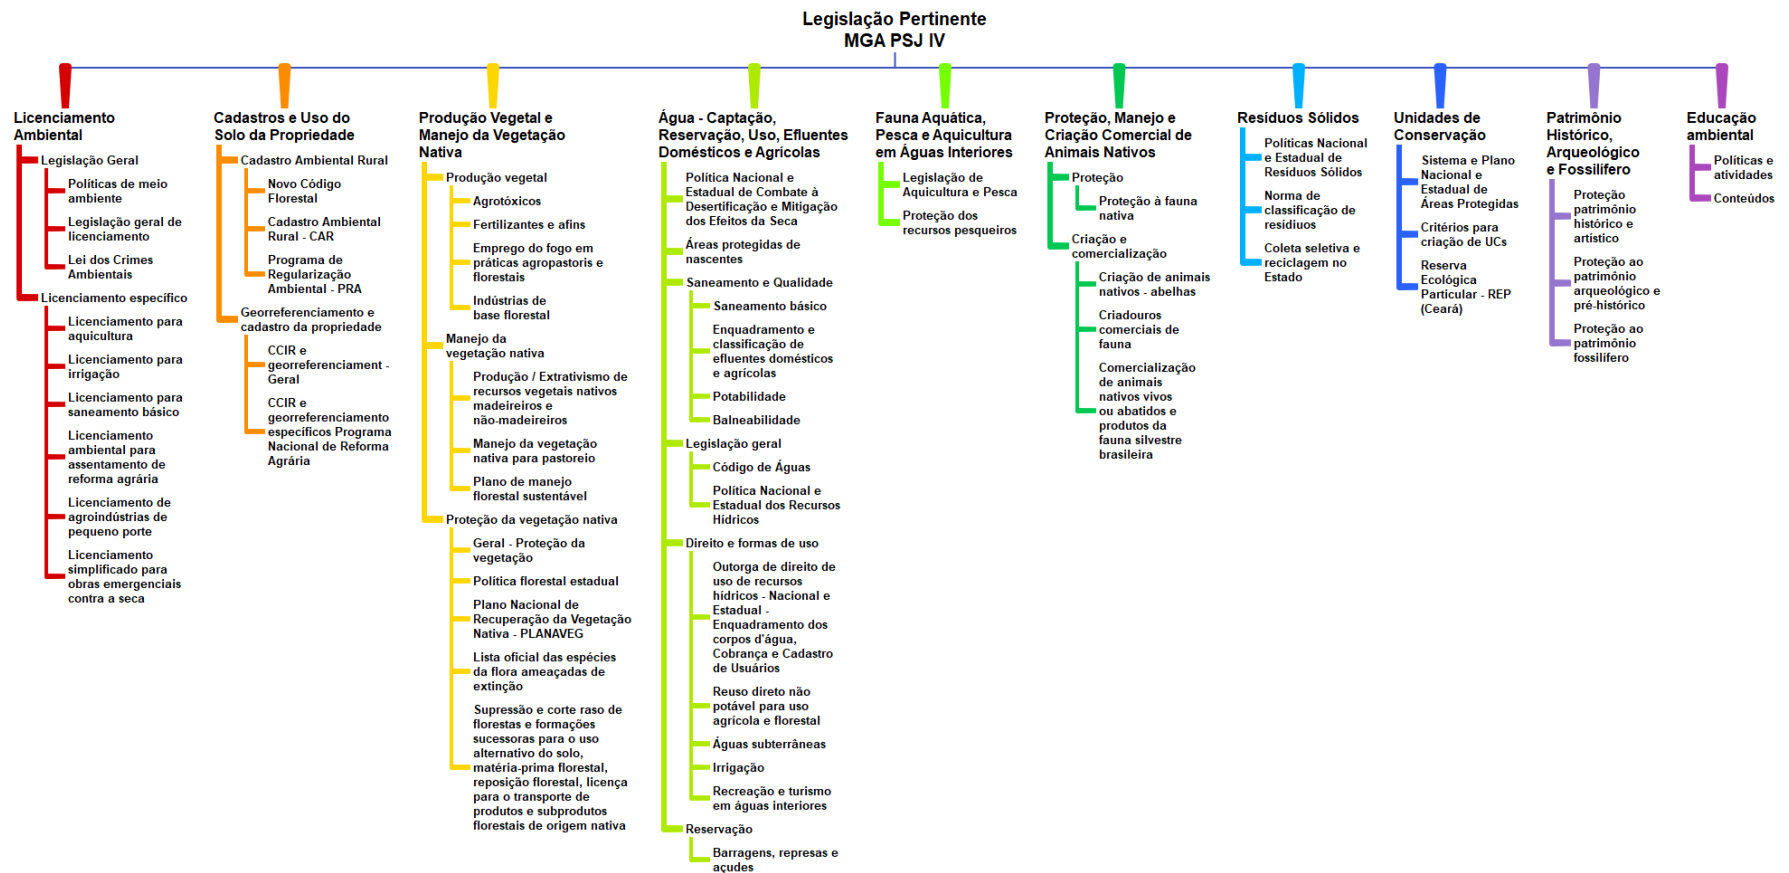 Legislação Pertinente
MGA PSJ IV
Licenciamento
Ambiental
Legislação Geral
Políticas de meio
ambiente
Legislação geral de
licenciamento
Lei dos Crimes
Ambientais
Licenciamento específico
Licenciamento para
aquicultura
Licenciamento para
irrigação
Licenciamento para
saneamento básico
Licenciamento
ambiental para
assentamento de
reforma agrária
Licenciamento de
agroindústrias de
pequeno porte
Licenciamento
simplificado para
obras emergenciais
contra a seca
Cadastros e Uso do
Solo da Propriedade
Cadastro Ambiental Rural
Novo Código
Florestal
Cadastro Ambiental
Rural - CAR
Programa de
Regularização
Ambiental - PRA
Georreferenciamento e
cadastro da propriedade
CCIR e
georreferenciament -
Geral
CCIR e
georreferenciamento
específicos Programa
Nacional de Reforma
Agrária
Produção Vegetal e
Manejo da Vegetação
Nativa
Produção vegetal
Agrotóxicos
Fertilizantes e afins
Emprego do fogo em
práticas agropastoris e
florestais
Indústrias de
base florestal
Manejo da
vegetação nativa
Produção / Extrativismo de
recursos vegetais nativos
madeireiros e
não-madeireiros
Manejo da vegetação
nativa para pastoreio
Plano de manejo
florestal sustentável
Proteção da vegetação nativa
Geral - Proteção da
vegetação
Política florestal estadual
Plano Nacional de
Recuperação da Vegetação
Nativa - PLANAVEG
Lista oficial das espécies
da flora ameaçadas de
extinção
Supressão e corte raso de
florestas e formações
sucessoras para o uso
alternativo do solo,
matéria-prima florestal,
reposição florestal, licença
para o transporte de
produtos e subprodutos
florestais de origem nativa
Água - Captação,
Reservação, Uso, Efluentes
Domésticos e Agrícolas
Política Nacional e
Estadual de Combate à
Desertificação e Mitigação
dos Efeitos da Seca
Áreas protegidas de
nascentes
Saneamento e Qualidade
Saneamento básico
Enquadramento e
classificação de
efluentes domésticos
e agrícolas
Potabilidade
Balneabilidade
Legislação geral
Código de Águas
Política Nacional e
Estadual dos Recursos
Hídricos
Direito e formas de uso
Outorga de direito de
uso de recursos
hídricos - Nacional e
Estadual -
Enquadramento dos
corpos d'água,
Cobrança e Cadastro
de Usuários
Reuso direto não
potável para uso
agrícola e florestal
Águas subterrâneas
Irrigação
Recreação e turismo
em águas interiores
Reservação
Barragens, represas e
açudes
Fauna Aquática,
Pesca e Aquicultura
em Águas Interiores
Legislação de
Aquicultura e Pesca
Proteção dos
recursos pesqueiros
Proteção, Manejo e
Criação Comercial de
Animais Nativos
Proteção
Proteção à fauna
nativa
Criação e
comercialização
Criação de animais
nativos - abelhas
Criadouros
comerciais de
fauna
Comercialização
de animais
nativos vivos
ou abatidos e
produtos da
fauna silvestre
brasileira
Resíduos Sólidos
Políticas Nacional
e Estadual de
Resíduos Sólidos
Norma de
classificação de
resídiuos
Coleta seletiva e
reciclagem no
Estado
Unidades de
Conservação
Sistema e Plano
Nacional e
Estadual de
Áreas Protegidas
Critérios para
criação de UCs
Reserva
Ecológica
Particular - REP
(Ceará)
Patrimônio
Histórico,
Arqueológico
e Fossilífero
Proteção
patrimônio
histórico e
artístico
Proteção ao
patrimônio
arqueológico e
pré-histórico
Proteção ao
patrimônio
fossilífero
Educação
ambiental
Políticas e
atividades
Conteúdos